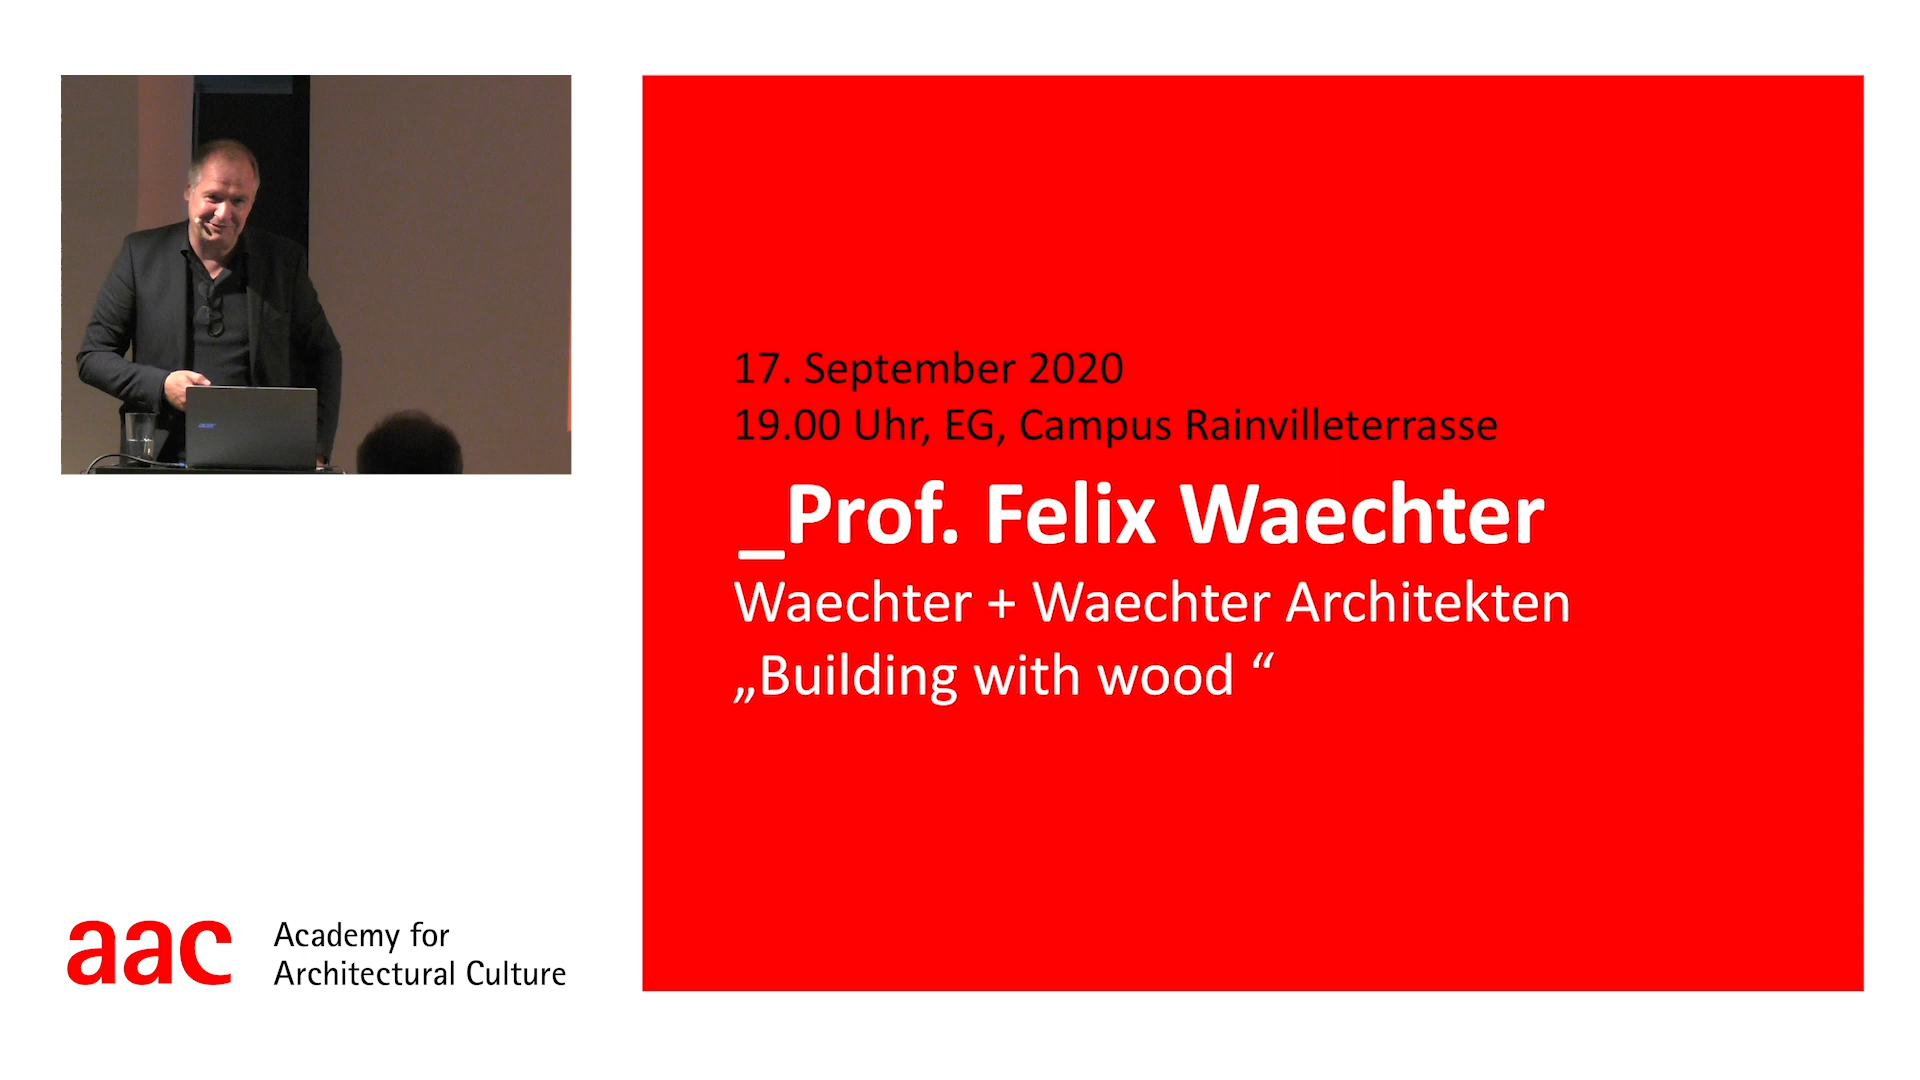 acer
17. September 2020
19.00 Uhr, EG, Campus Rainvilleterrasse
_Prof. Felix Waechter
Waechter + Waechter Architekten
„Building with wood “
aac
Academy for
Architectural Culture